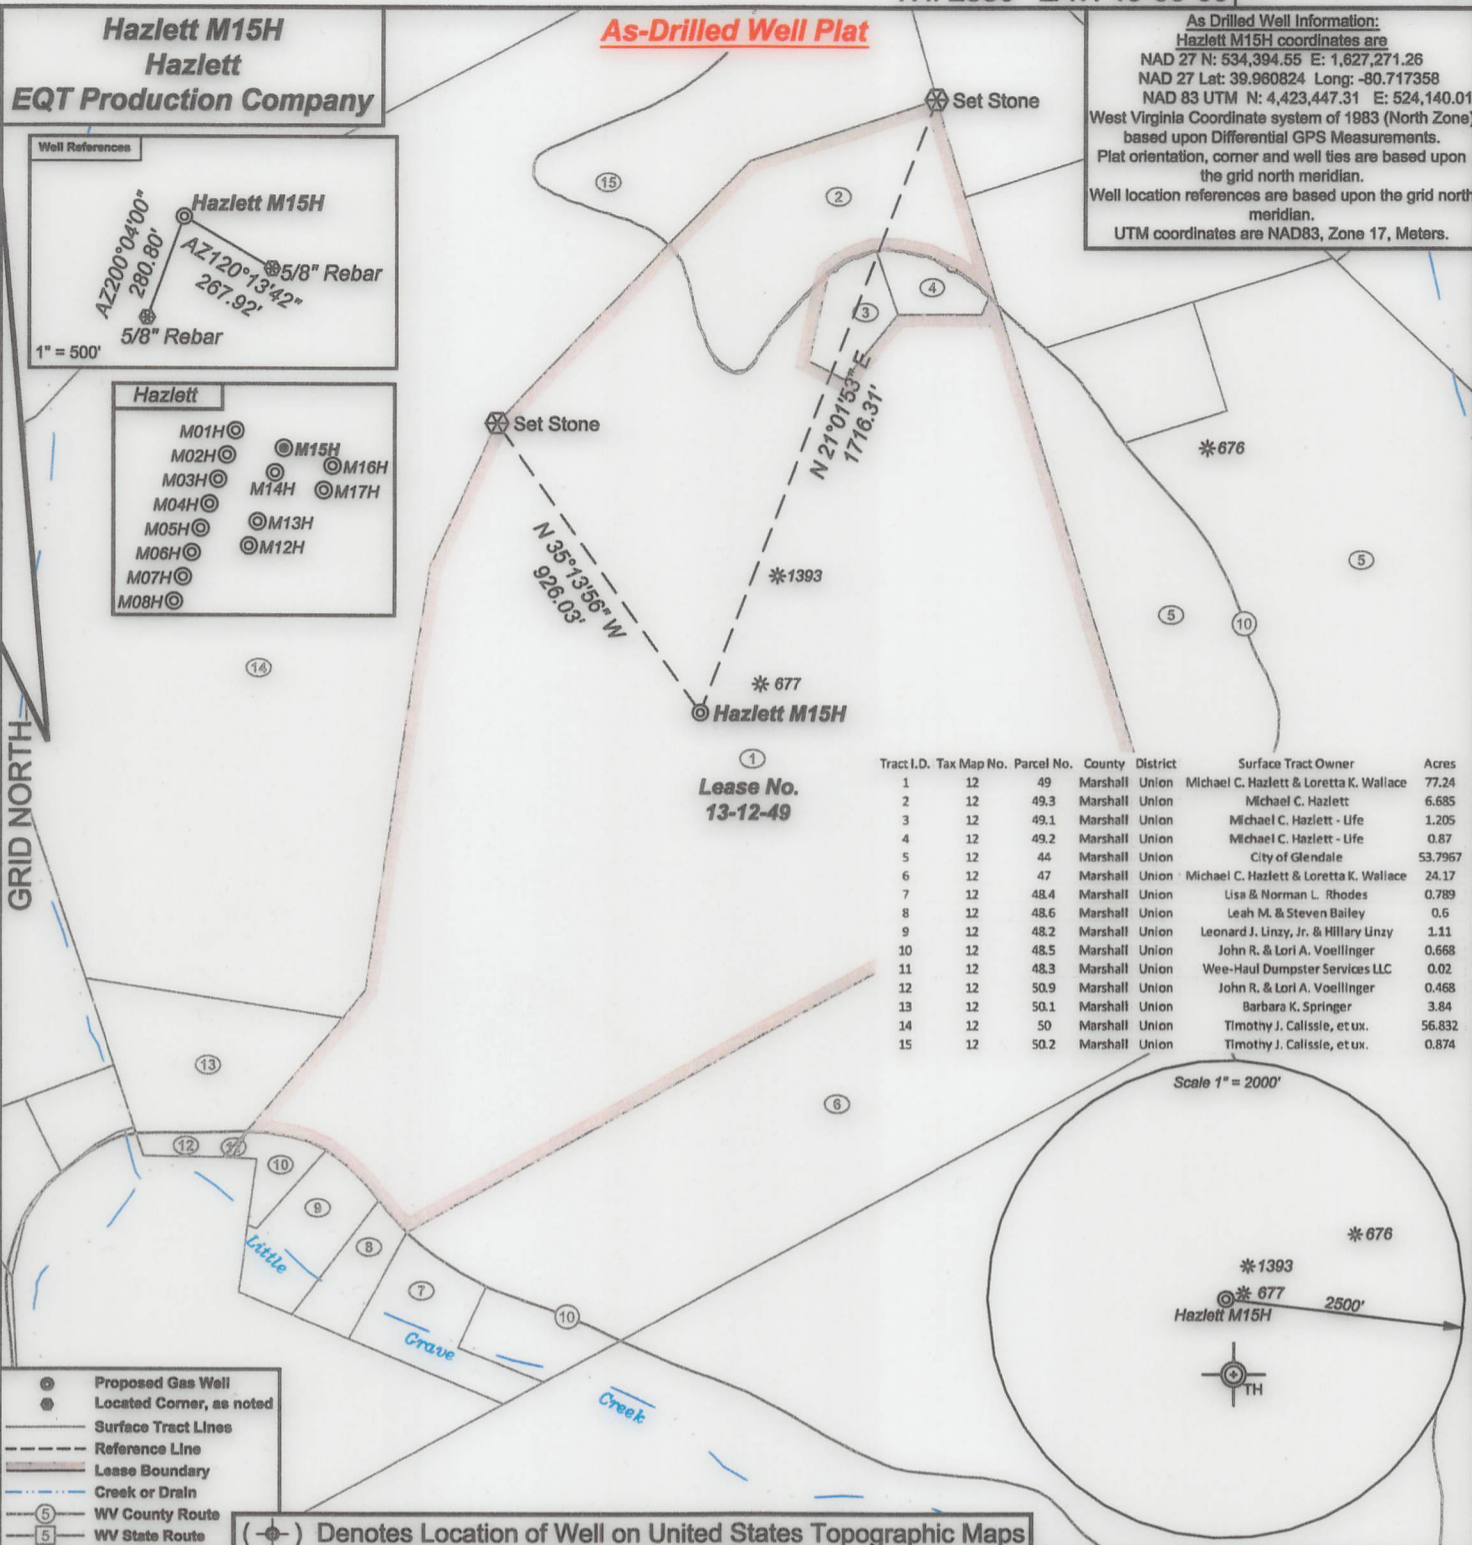 Hazlett M15H
Hazlett
EQT Production Company
As-Drilled Well Plat
As Drilled Well Information:
Hazlett M15H coordinates are
NAD 27 N: 534,394.55 E: 1,627,271.26
NAD 27 Lat: 39.960824 Long: -80.717358
NAD 83 UTM N: 4,423,447.31 E: 524,140.01
West Virginia Coordinate system of 1983 (North Zone)
based upon Differential GPS Measurements.
Plat orientation, corner and well ties are based upon
the grid north meridian.
Well location references are based upon the grid north
meridian.
UTM coordinates are NAD83, Zone 17, Meters.
Well References
Hazlett M15H
AZ200°04'00"
280.80'
AZ120°13'42"
267.92'
5/8" Rebar
5/8" Rebar
1" = 500'
Hazlett
M01H
M02H
M03H
M04H
M05H
M06H
M07H
M08H
M15H
M16H
M14H
M17H
M13H
M12H
Set Stone
Set Stone
15
2
4
3
N 21°01'53" E
1716.31'
N 35°13'56" W
926.03'
676
1393
677
Hazlett M15H
1
Lease No.
13-12-49
5
5
10
14
GRID NORTH
Tract I.D. Tax Map No. Parcel No. County District Surface Tract Owner Acres
1 12 49 Marshall Union Michael C. Hazlett & Loretta K. Wallace 77.24
2 12 49.3 Marshall Union Michael C. Hazlett 6.685
3 12 49.1 Marshall Union Michael C. Hazlett - Life 1.205
4 12 49.2 Marshall Union Michael C. Hazlett - Life 0.87
5 12 44 Marshall Union City of Glendale 53.7967
6 12 47 Marshall Union Michael C. Hazlett & Loretta K. Wallace 24.17
7 12 48.4 Marshall Union Lisa & Norman L. Rhodes 0.789
8 12 48.6 Marshall Union Leah M. & Steven Bailey 0.6
9 12 48.2 Marshall Union Leonard J. Linzy, Jr. & Hillary Linzy 1.11
10 12 48.5 Marshall Union John R. & Lori A. Voellinger 0.668
11 12 48.3 Marshall Union Wee-Haul Dumpster Services LLC 0.02
12 12 50.9 Marshall Union John R. & Lori A. Voellinger 0.468
13 12 50.1 Marshall Union Barbara K. Springer 3.84
14 12 50 Marshall Union Timothy J. Calissie, et ux. 56.832
15 12 50.2 Marshall Union Timothy J. Calissie, et ux. 0.874
13
6
12
10
9
8
7
10
Little
Grave
Creek
Scale 1" = 2000'
676
1393
677
Hazlett M15H
2500'
TH
Proposed Gas Well
Located Corner, as noted
Surface Tract Lines
Reference Line
Lease Boundary
Creek or Drain
5 WV County Route
5 WV State Route
Denotes Location of Well on United States Topographic Maps